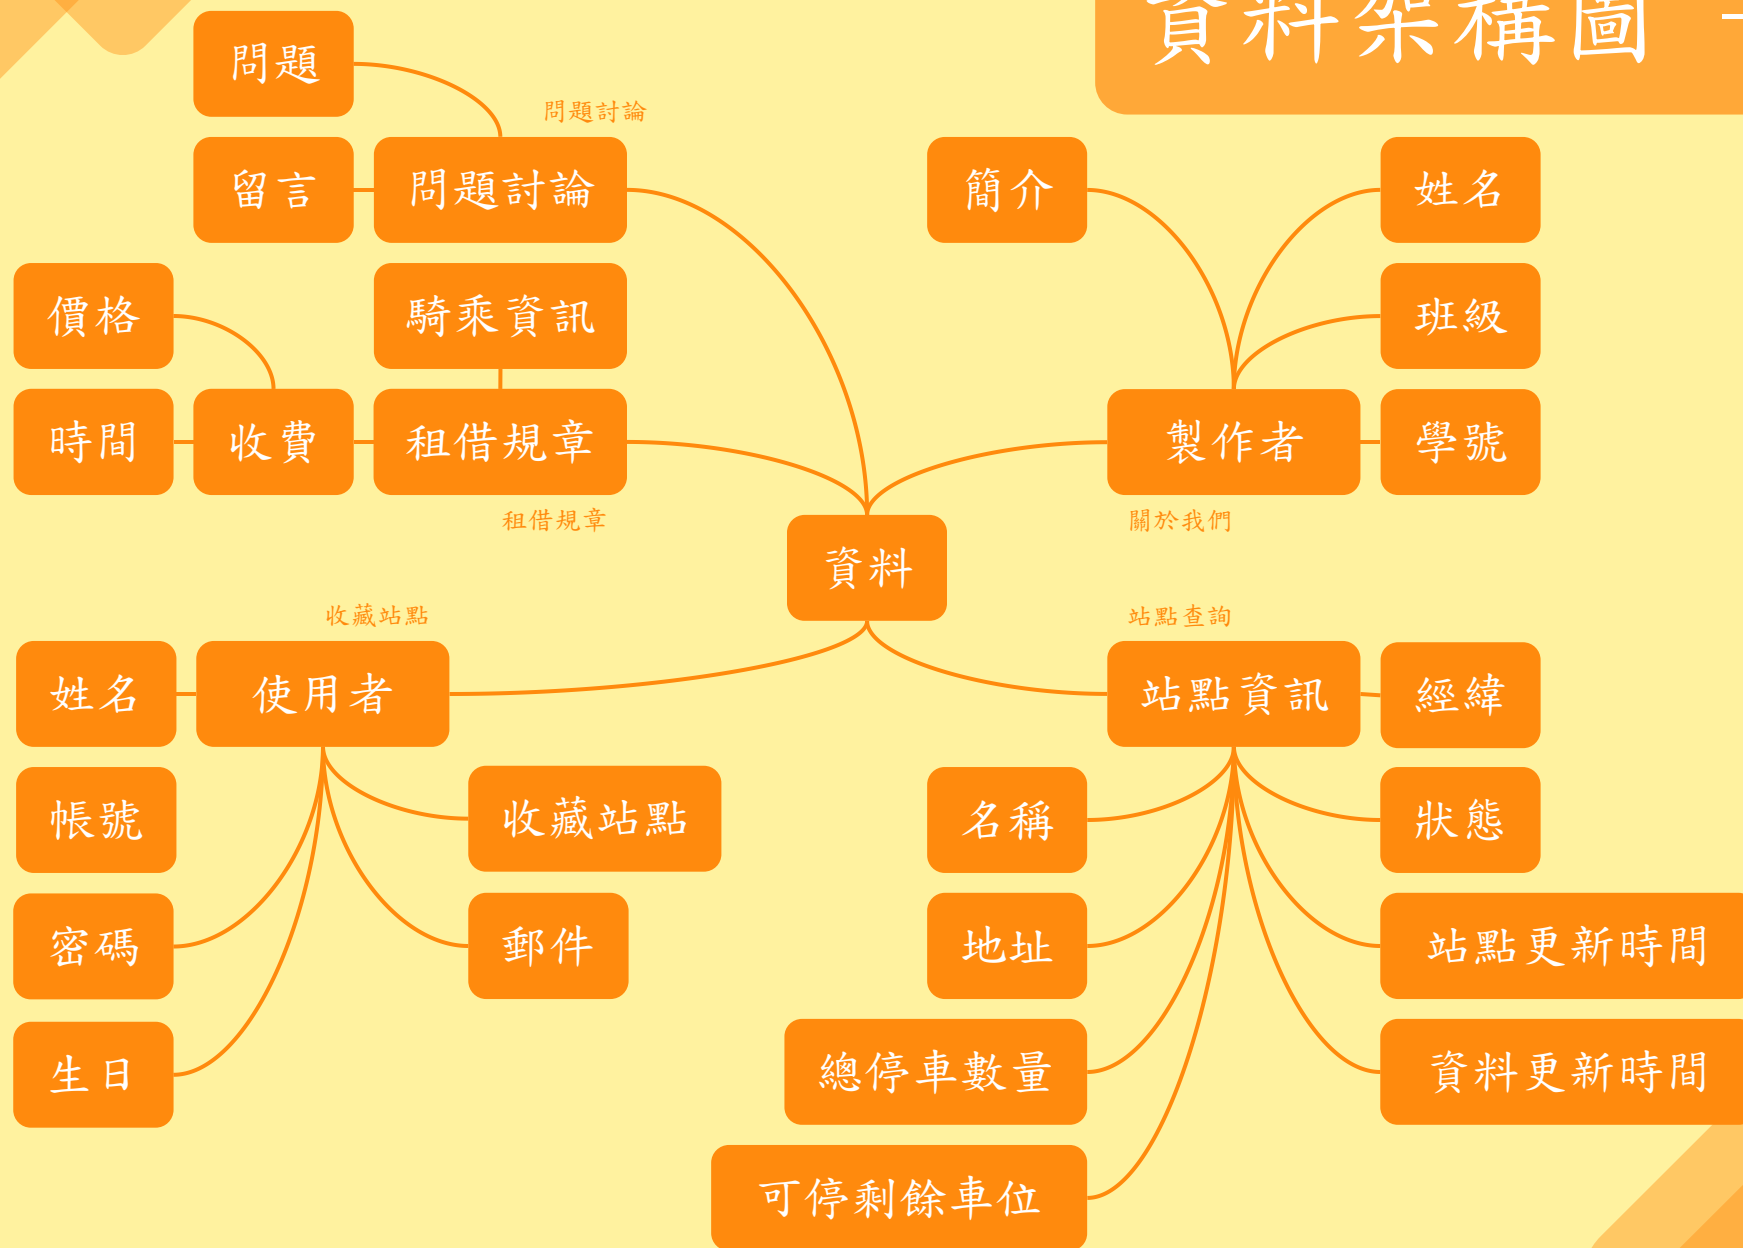 資料架構圖
問題
問題討論
留言
問題討論
簡介
姓名
價格
騎乘資訊
班級
時間
收費
租借規章
製作者
學號
租借規章
關於我們
資料
收藏站點
站點查詢
姓名
使用者
站點資訊
經緯
帳號
收藏站點
名稱
狀態
密碼
郵件
地址
站點更新時間
生日
總停車數量
資料更新時間
可停剩餘車位